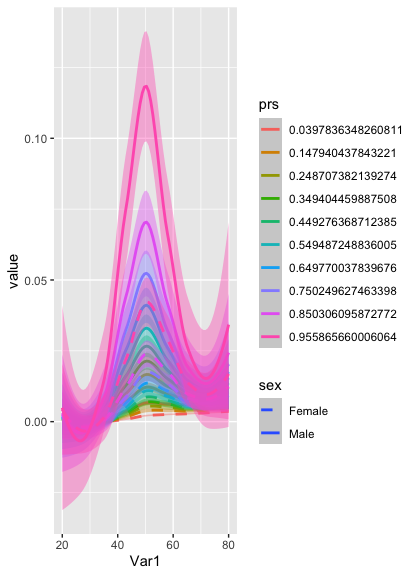 prs
0.0397836348260811
0.147940437843221
0.248707382139274
0.349404459887508
0.449276368712385
0.549487248836005
0.649770037839676
0.750249627463398
0.850306095872772
0.955865660006064
sex
Female
Male
0.10
0.05
0.00
value
20 40 60 80
Var1